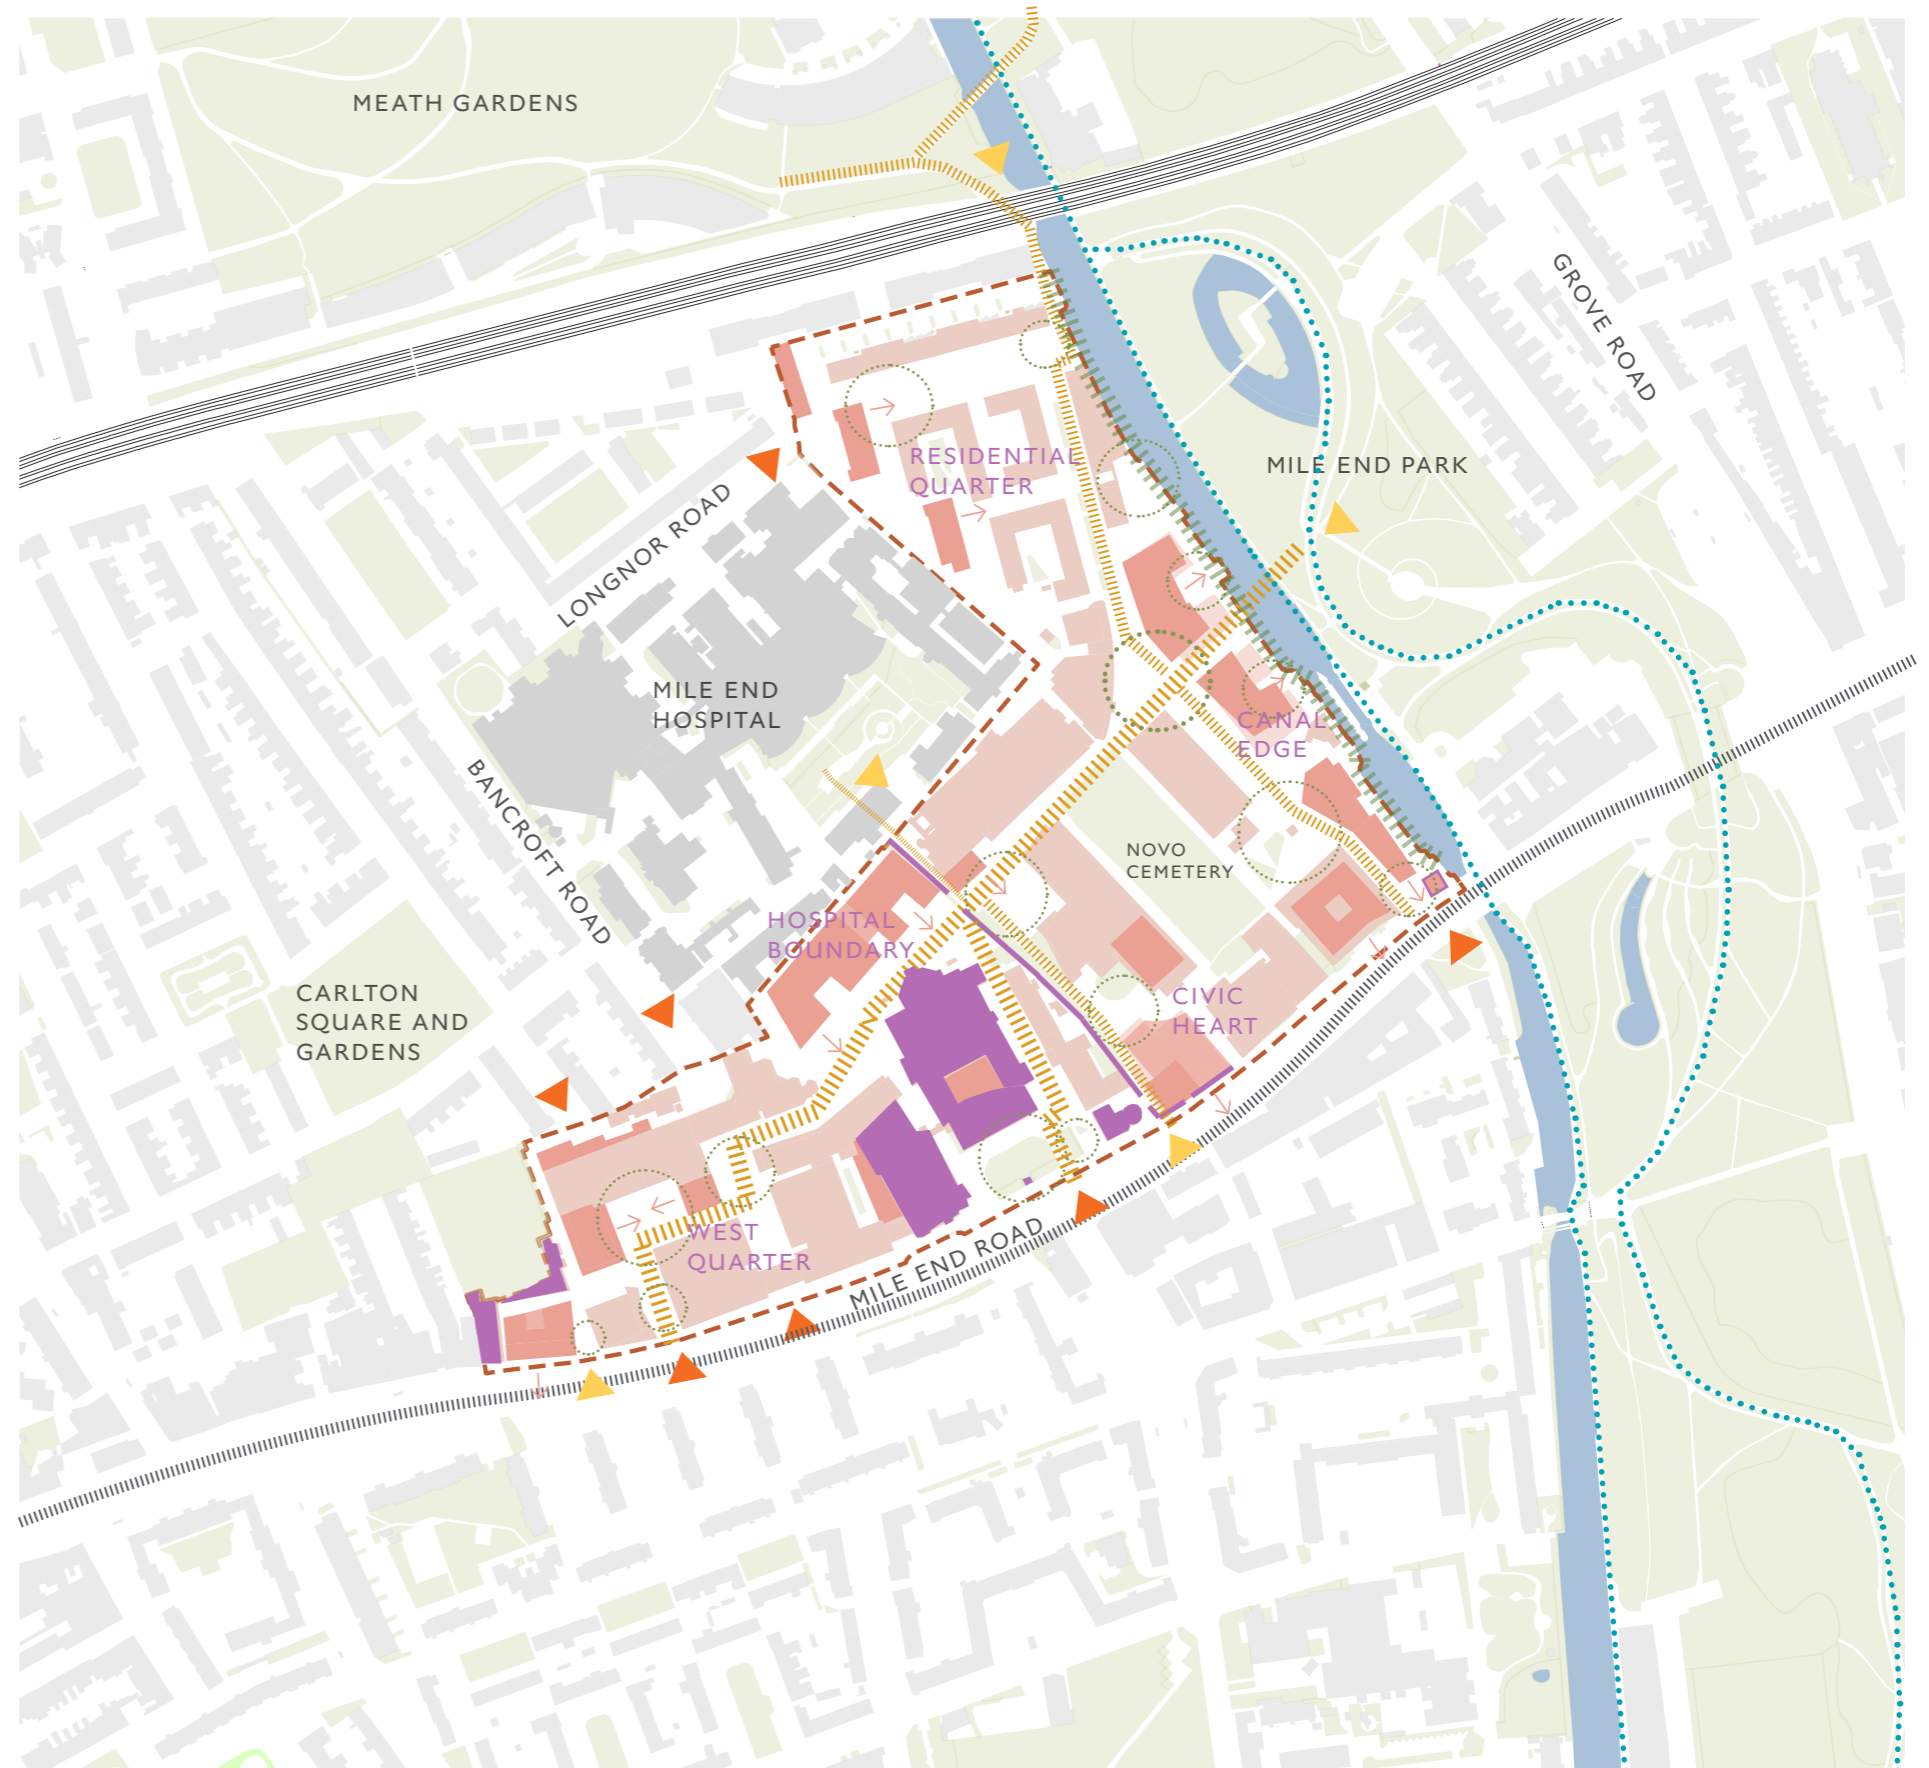 MEATH GARDENS
GROVE ROAD
RESIDENTIAL
QUARTER
MILE END PARK
LONGNOR ROAD
MILE END
HOSPITAL
CANAL
EDGE
BANCROFT ROAD
NOVO
CEMETERY
HOSPITAL
BOUNDARY
CARLTON
SQUARE AND
GARDENS
CIVIC
HEART
WEST
QUARTER
MILE END ROAD